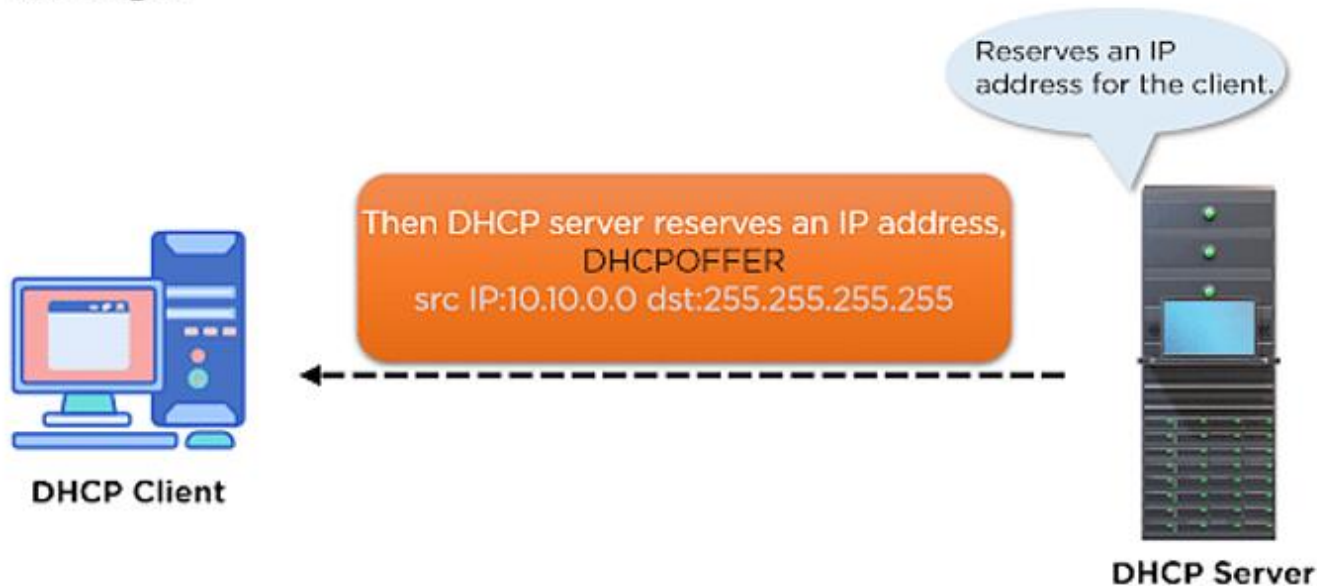 Reserves an IP
address for the client.
Then DHCP server reserves an IP address,
DHCPOFFER
src IP:10.10.0.0 dst:255.255.255.255
DHCP Client
DHCP Server